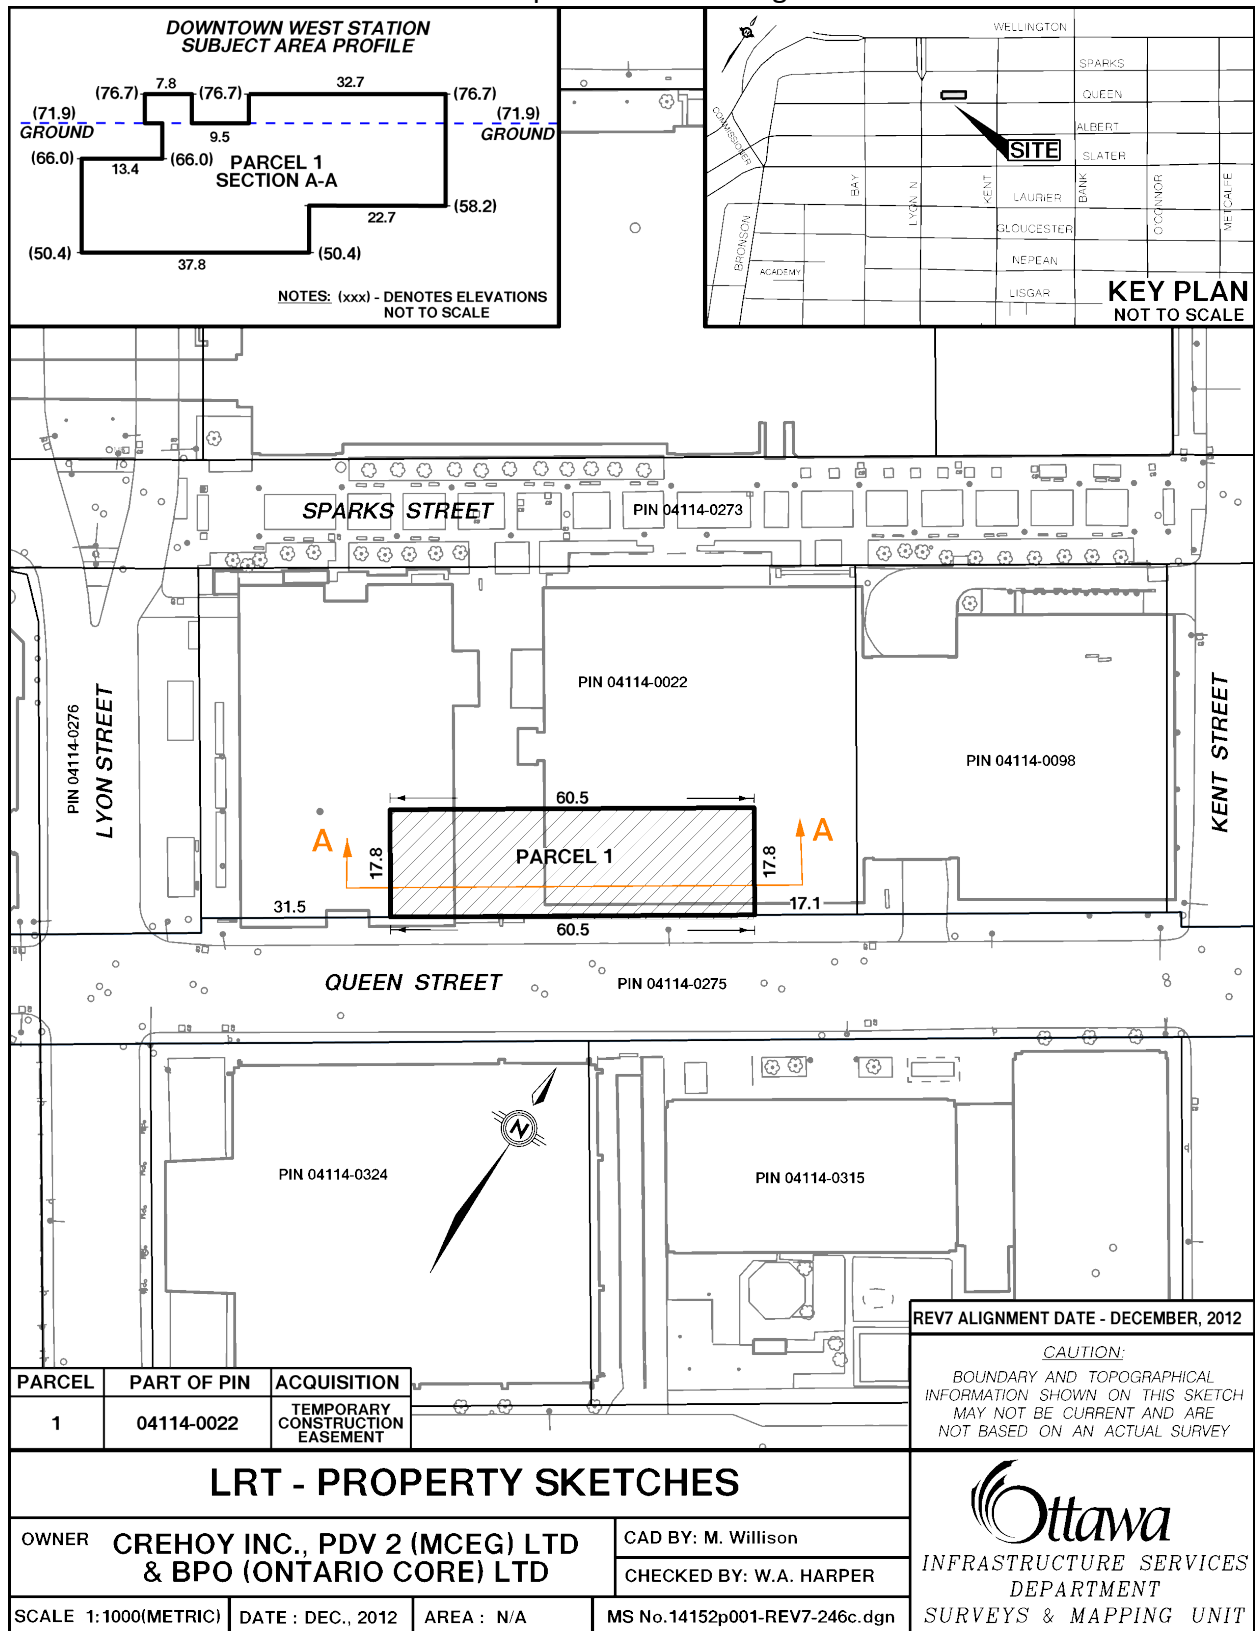 DOWNTOWN WEST STATION
SUBJECT AREA PROFILE
7.8
32.7
(76.7)
(76.7)
(76.7)
(71.9)
(71.9)
GROUND
GROUND
9.5
(66.0)
(66.0)
13.4
PARCEL 1
SECTION A-A
(58.2)
22.7
(50.4)
(50.4)
37.8
NOTES: (xxx) - DENOTES ELEVATIONS
NOT TO SCALE
WELLINGTON
SPARKS
QUEEN
ALBERT
SLATER
SITE
COMMISSIONER
BAY
LYON N
KENT
BANK
O'CONNOR
METCALFE
LAURIER
GLOUCESTER
BRONSON
NEPEAN
ACADEMY
LISGAR
KEY PLAN
NOT TO SCALE
SPARKS STREET
PIN 04114-0273
PIN 04114-0276
LYON STREET
PIN 04114-0022
PIN 04114-0098
KENT STREET
60.5
A
A
17.8
PARCEL 1
17.8
31.5
17.1
60.5
QUEEN STREET
PIN 04114-0275
N
PIN 04114-0324
PIN 04114-0315
REV7 ALIGNMENT DATE - DECEMBER, 2012
CAUTION:
BOUNDARY AND TOPOGRAPHICAL
INFORMATION SHOWN ON THIS SKETCH
MAY NOT BE CURRENT AND ARE
NOT BASED ON AN ACTUAL SURVEY
PARCEL PART OF PIN ACQUISITION
1 04114-0022 TEMPORARY CONSTRUCTION EASEMENT
LRT - PROPERTY SKETCHES
OWNER CREHOY INC., PDV 2 (MCEG) LTD
& BPO (ONTARIO CORE) LTD
CAD BY: M. Willison
CHECKED BY: W.A. HARPER
SCALE 1:1000(METRIC) DATE : DEC., 2012 AREA : N/A MS No.14152p001-REV7-246c.dgn
Ottawa
INFRASTRUCTURE SERVICES
DEPARTMENT
SURVEYS & MAPPING UNIT